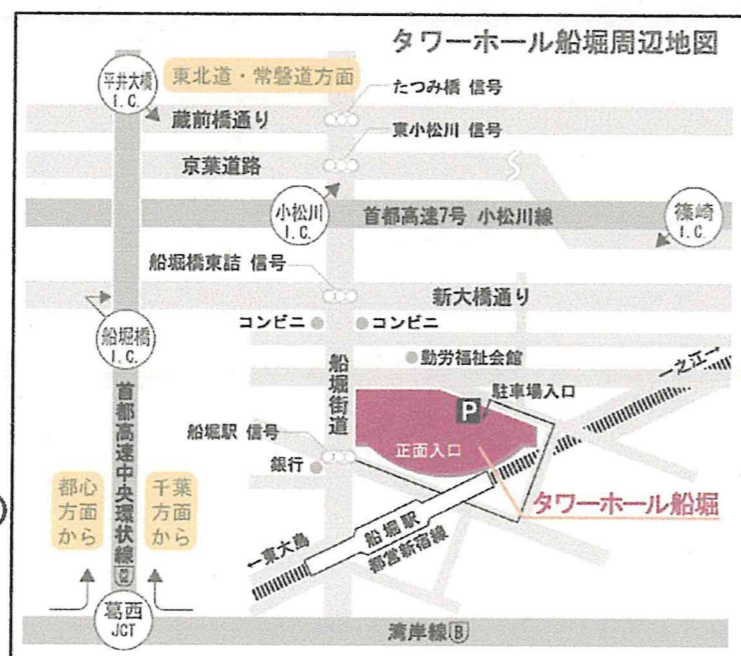 タワーホール船堀周辺地図
平井大橋
I.C.
東北道・常磐道方面
たつみ橋 信号
蔵前橋通り
東小松川 信号
京葉道路
小松川
I.C.
首都高速7号 小松川線
篠崎
I.C.
船堀橋東詰 信号
新大橋通り
コンビニ
コンビニ
船堀橋
I.C.
勤労福祉会館
船堀街道
一之江→
P
駐車場入口
首都高速中央環状線
C2
船堀駅 信号
正面入口
銀行
タワーホール船堀
都心
方面
から
千葉
方面
から
船堀駅
都営新宿線
←東大島
葛西
JCT
湾岸線B